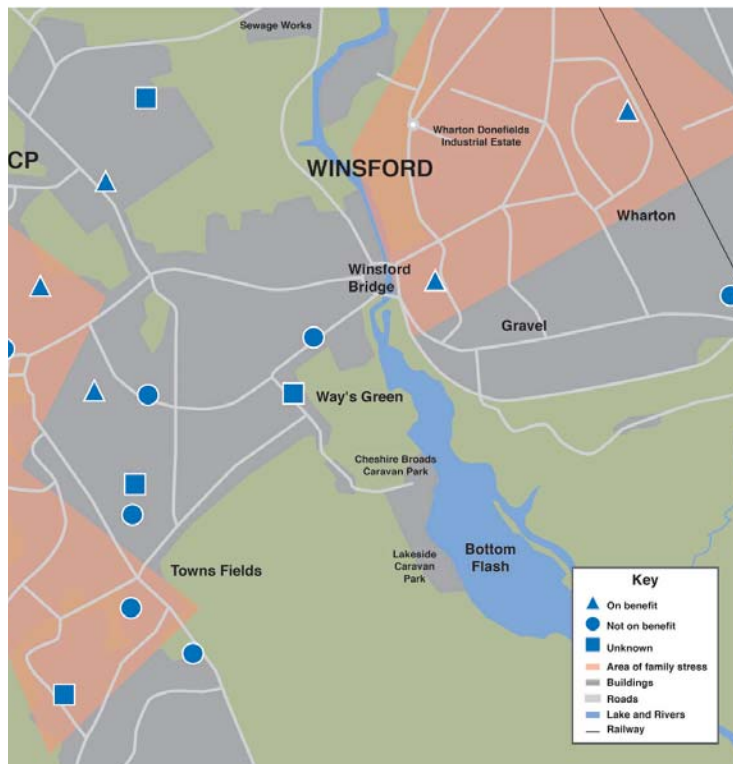 Sewage Works
Wharton Donefields
Industrial Estate
CP
WINSFORD
Wharton
Winsford
Bridge
Gravel
Way's Green
Cheshire Broads
Caravan Park
Bottom
Flash
Lakeside
Caravan
Park
Towns Fields
Key
On benefit
Not on benefit
Unknown
Area of family stress
Buildings
Roads
Lake and Rivers
Railway